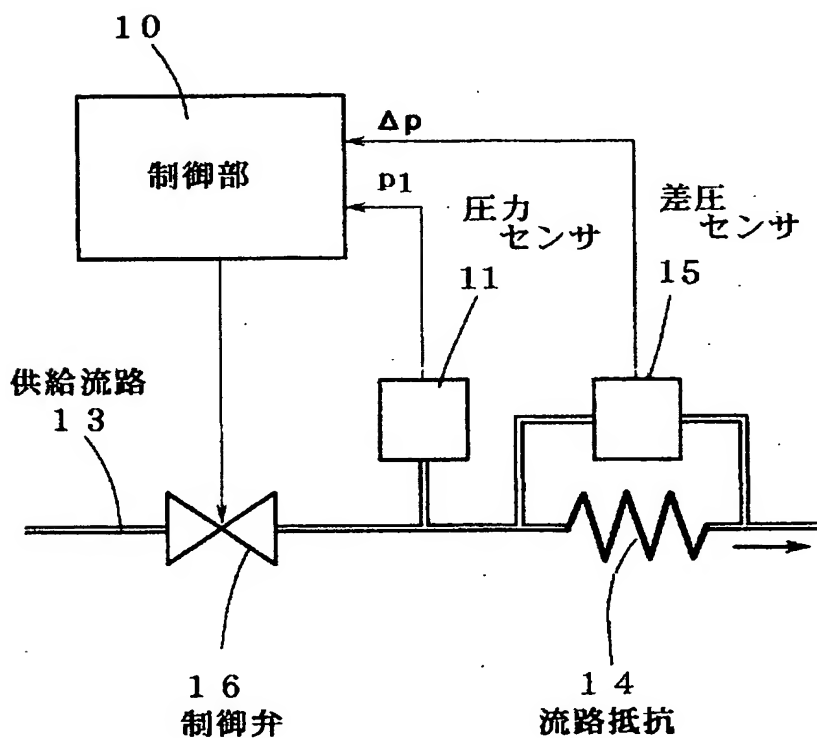 １０
制御部
Δp
p1
圧力
センサ
１１
差圧
センサ
１５
供給流路
１３
１６
制御弁
１４
流路抵抗